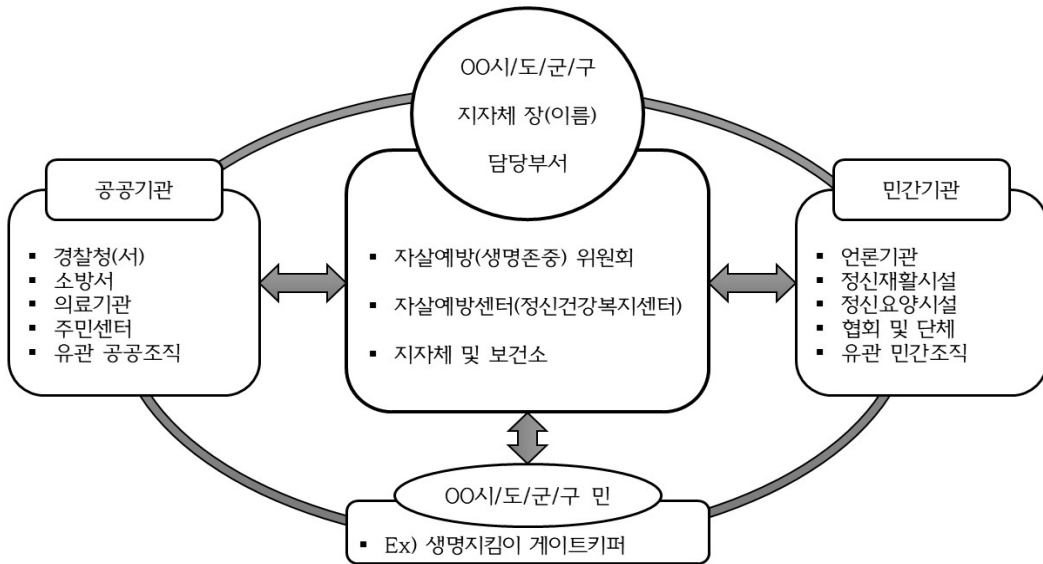 OO시/도/군/구
지자체 장(이름)
담당부서
공공기관
▪ 경찰청(서)
▪ 소방서
▪ 의료기관
▪ 주민센터
▪ 유관 공공조직
▪ 자살예방(생명존중) 위원회
▪ 자살예방센터(정신건강복지센터)
▪ 지자체 및 보건소
민간기관
▪ 언론기관
▪ 정신재활시설
▪ 정신요양시설
▪ 협회 및 단체
▪ 유관 민간조직
OO시/도/군/구 민
▪ Ex) 생명지킴이 게이트키퍼